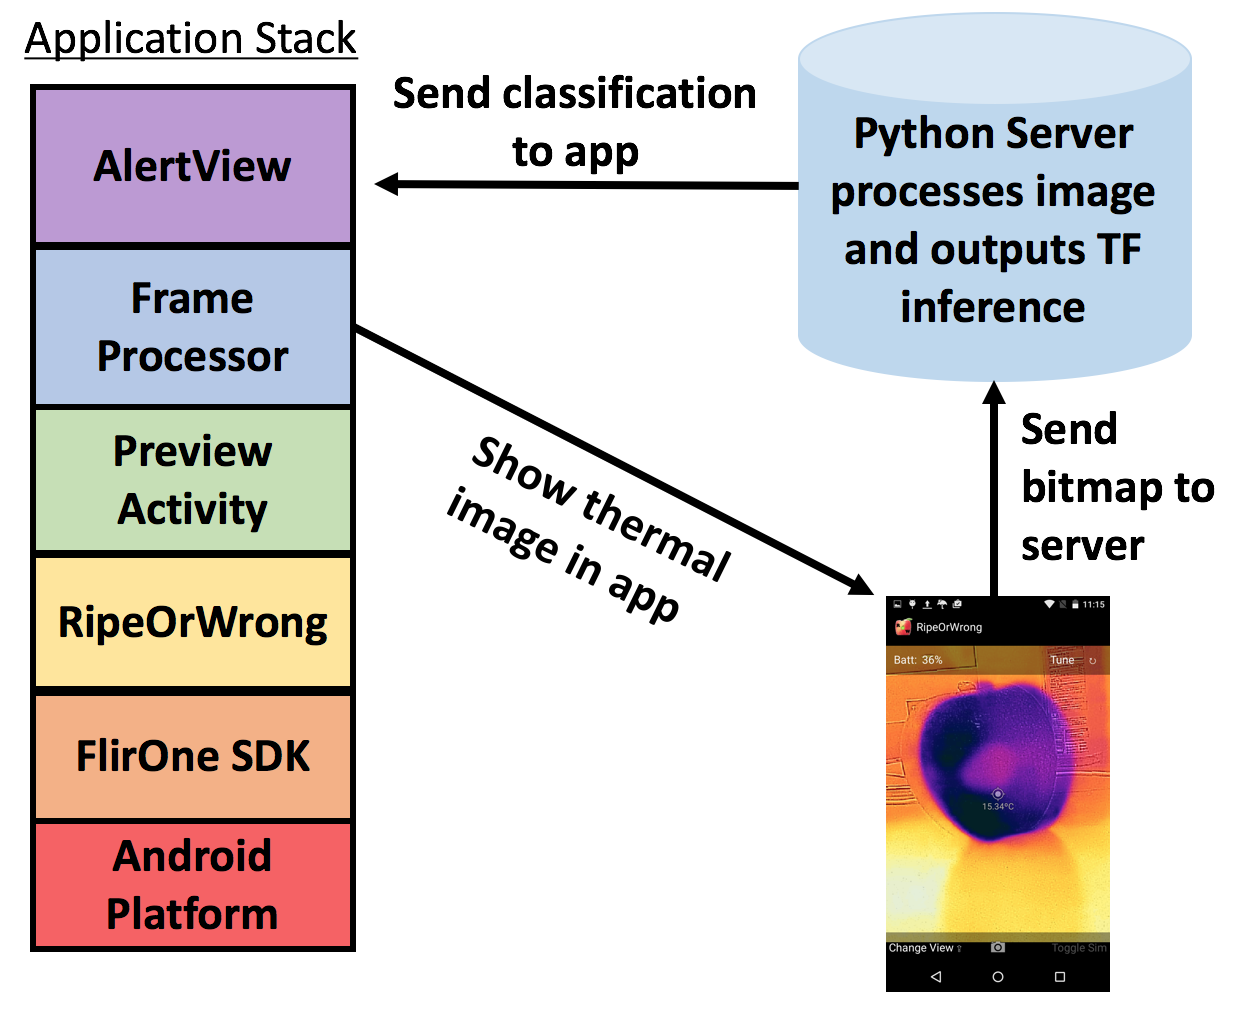 Application Stack
AlertView
Frame
Processor
Preview
Activity
RipeOrWrong
FlirOne SDK
Android
Platform
Send classification
to app
Python Server
processes image
and outputs TF
inference
Show thermal
image in app
Send
bitmap to
server
11:15
RipeOrWrong
Batt: 36%
Tune
15.34ºC
Change View
Toggle Sim